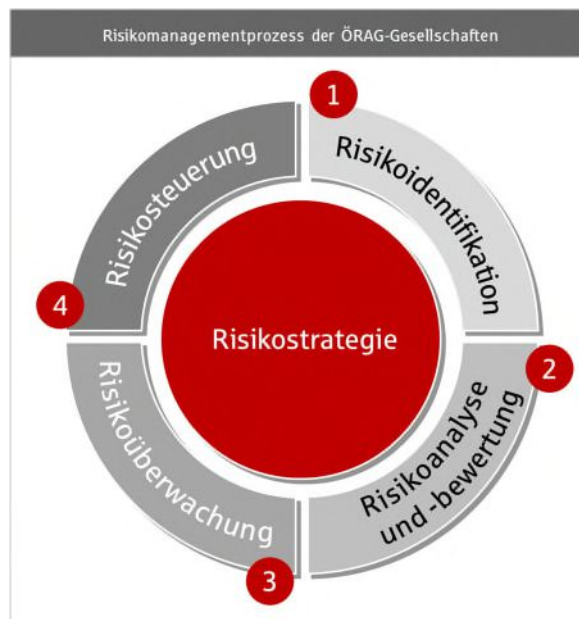 Risikomanagementprozess der ÖRAG-Gesellschaften
1
Risikoidentifikation
2
Risikoanalyse
und -bewertung
3
Risikoüberwachung
4
Risikosteuerung
Risikostrategie